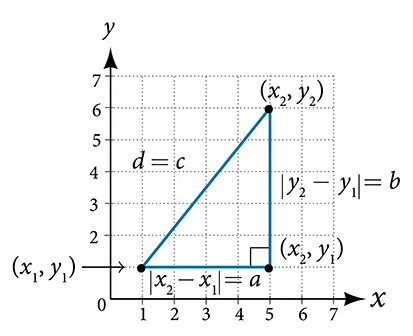 y
7
(x₂, y₂)
6
5
d = c
4
|y₂ − y₁| = b
3
2
(x₂, y₁)
(x₁, y₁)
1
|x₂ − x₁| = a
0
1 2 3 4 5 6 7
x